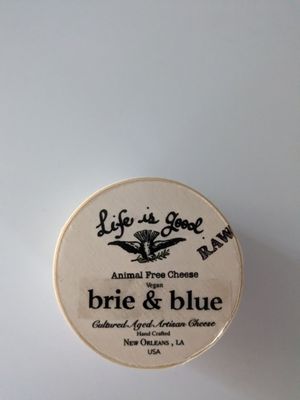 Life is good
RAW
Animal Free Cheese
Vegan
brie & blue
Cultured Aged Artisan Cheese
Hand Crafted
NEW ORLEANS, LA
USA